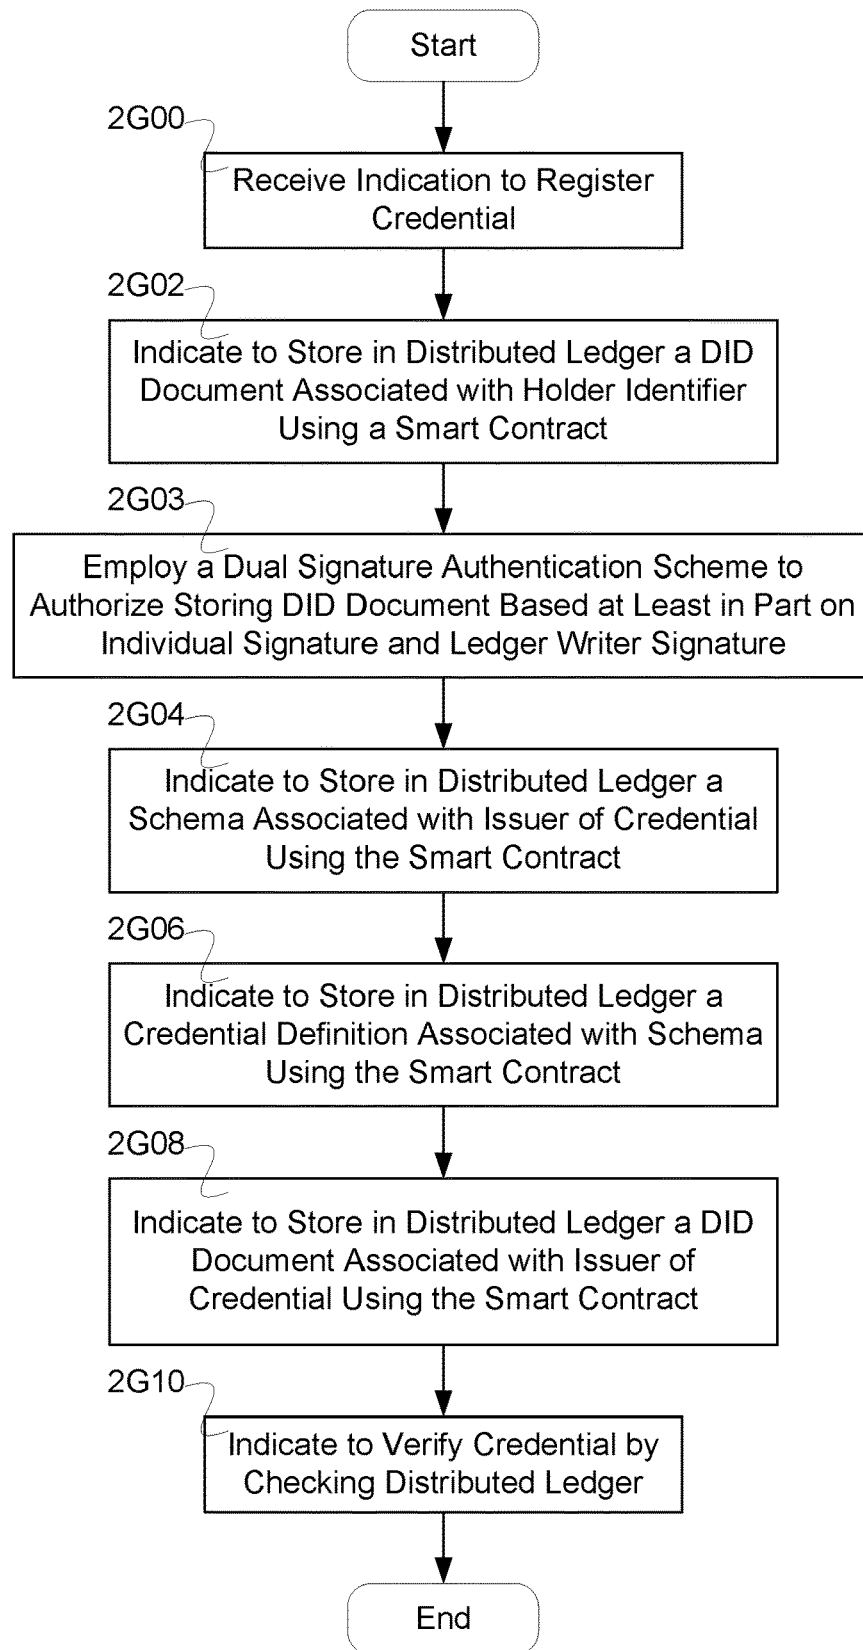 Start
2G00
Receive Indication to Register
Credential
2G02
Indicate to Store in Distributed Ledger a DID
Document Associated with Holder Identifier
Using a Smart Contract
2G03
Employ a Dual Signature Authentication Scheme to
Authorize Storing DID Document Based at Least in Part on
Individual Signature and Ledger Writer Signature
2G04
Indicate to Store in Distributed Ledger a
Schema Associated with Issuer of Credential
Using the Smart Contract
2G06
Indicate to Store in Distributed Ledger a
Credential Definition Associated with Schema
Using the Smart Contract
2G08
Indicate to Store in Distributed Ledger a DID
Document Associated with Issuer of
Credential Using the Smart Contract
2G10
Indicate to Verify Credential by
Checking Distributed Ledger
End